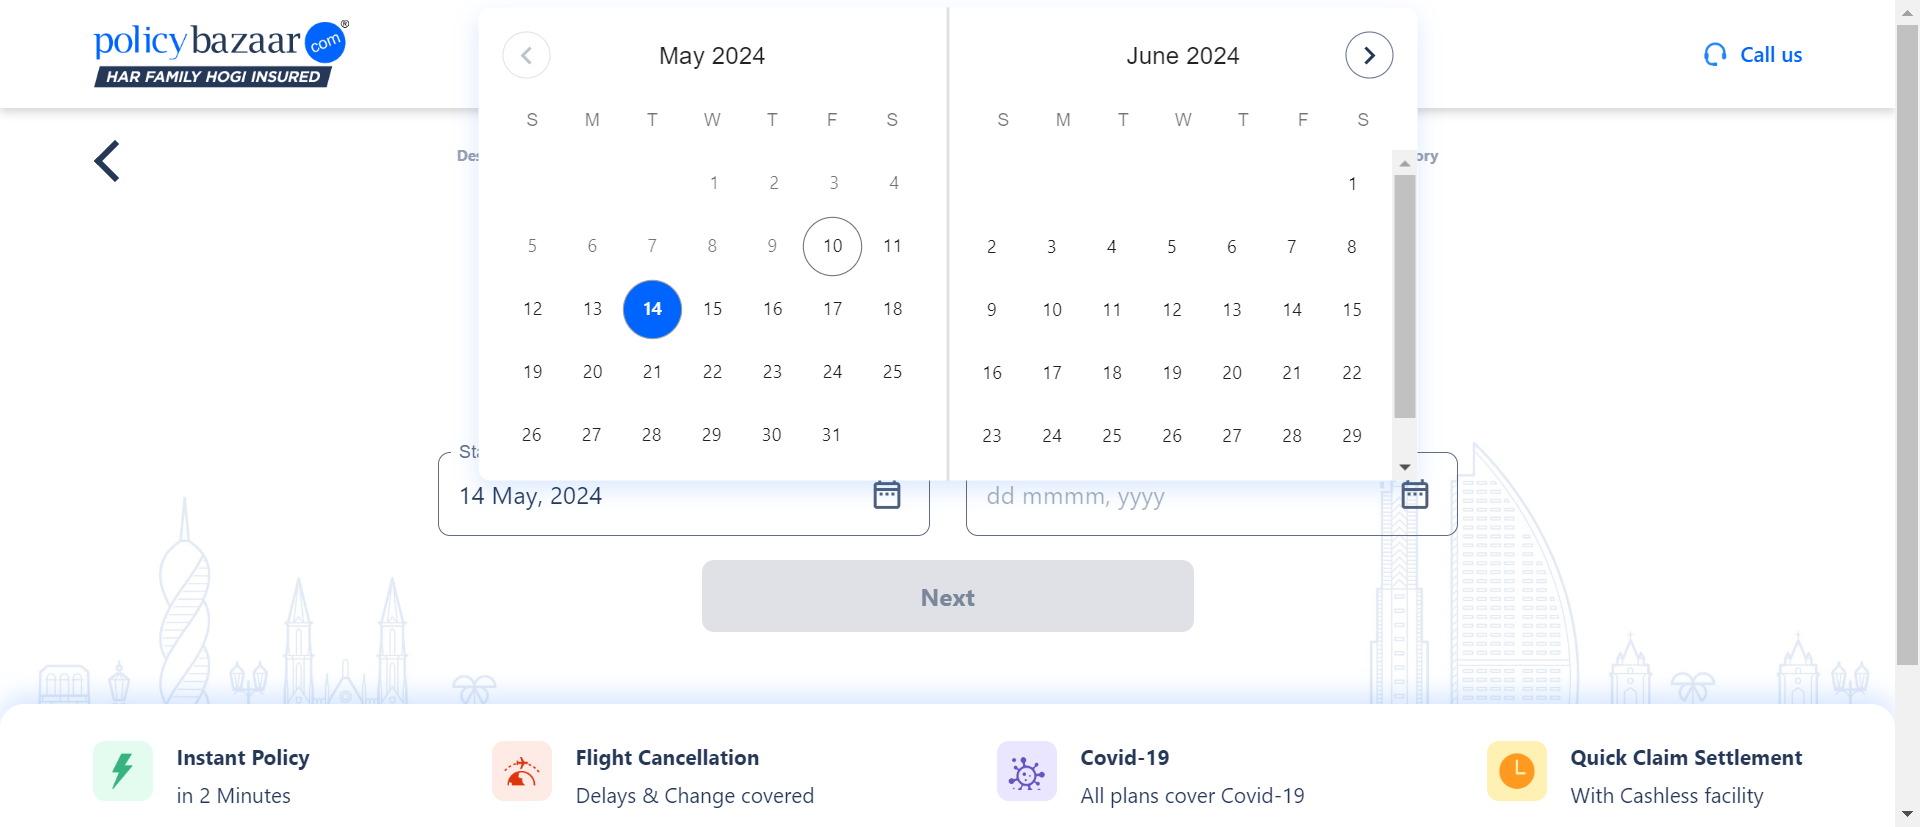 policybazaar com ®
HAR FAMILY HOGI INSURED
Call us
May 2024
S M T W T F S
1 2 3 4
5 6 7 8 9 10 11
12 13 14 15 16 17 18
19 20 21 22 23 24 25
26 27 28 29 30 31
June 2024
S M T W T F S
1
2 3 4 5 6 7 8
9 10 11 12 13 14 15
16 17 18 19 20 21 22
23 24 25 26 27 28 29
14 May, 2024
dd mmmm, yyyy
Next
Instant Policy
in 2 Minutes
Flight Cancellation
Delays & Change covered
Covid-19
All plans cover Covid-19
Quick Claim Settlement
With Cashless facility